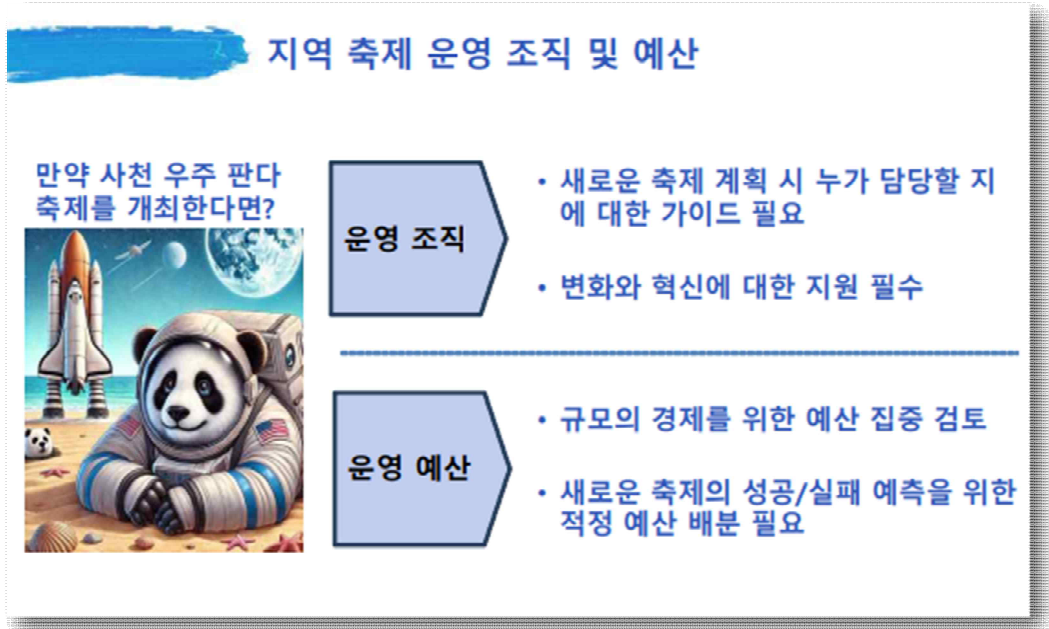 지역 축제 운영 조직 및 예산
만약 사천 우주 판다
축제를 개최한다면?
운영 조직
• 새로운 축제 계획 시 누가 담당할 지
에 대한 가이드 필요
• 변화와 혁신에 대한 지원 필수
운영 예산
• 규모의 경제를 위한 예산 집중 검토
• 새로운 축제의 성공/실패 예측을 위한
적정 예산 배분 필요